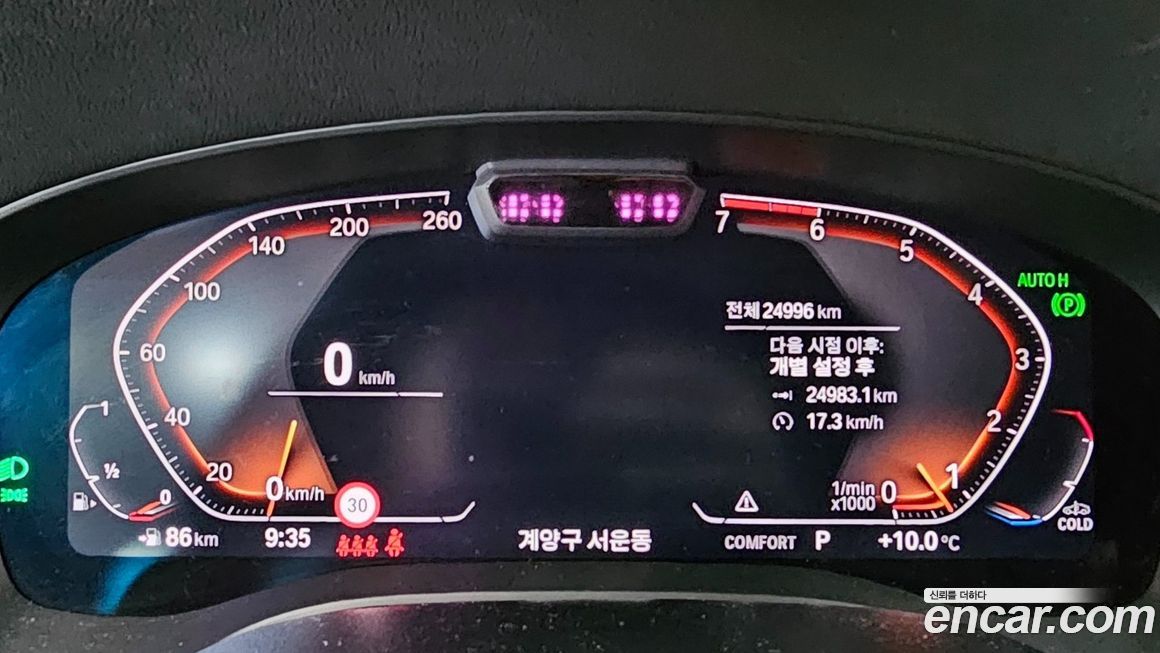 260
200
140
100
60
40
20
0 km/h
0 km/h
30
1
1/2
0
86 km
9:35
계양구 서운동
7
6
5
4
3
2
1
0
1/min
x1000
전체 24996 km
다음 시점 이후:
개별 설정 후
24983.1 km
17.3 km/h
AUTO H
P
COLD
COMFORT P +10.0 °C
신뢰를 더하다
encar.com